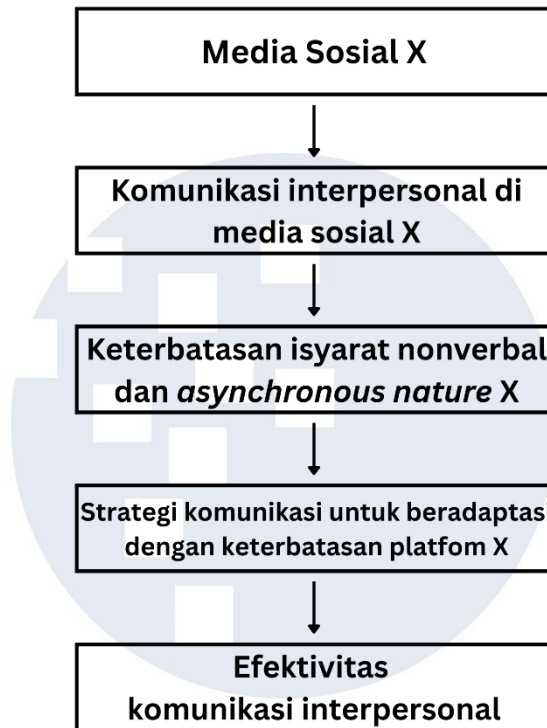 Media Sosial X
Komunikasi interpersonal di
media sosial X
Keterbatasan isyarat nonverbal
dan asynchronous nature X
Strategi komunikasi untuk beradaptasi
dengan keterbatasan platfom X
Efektivitas
komunikasi interpersonal